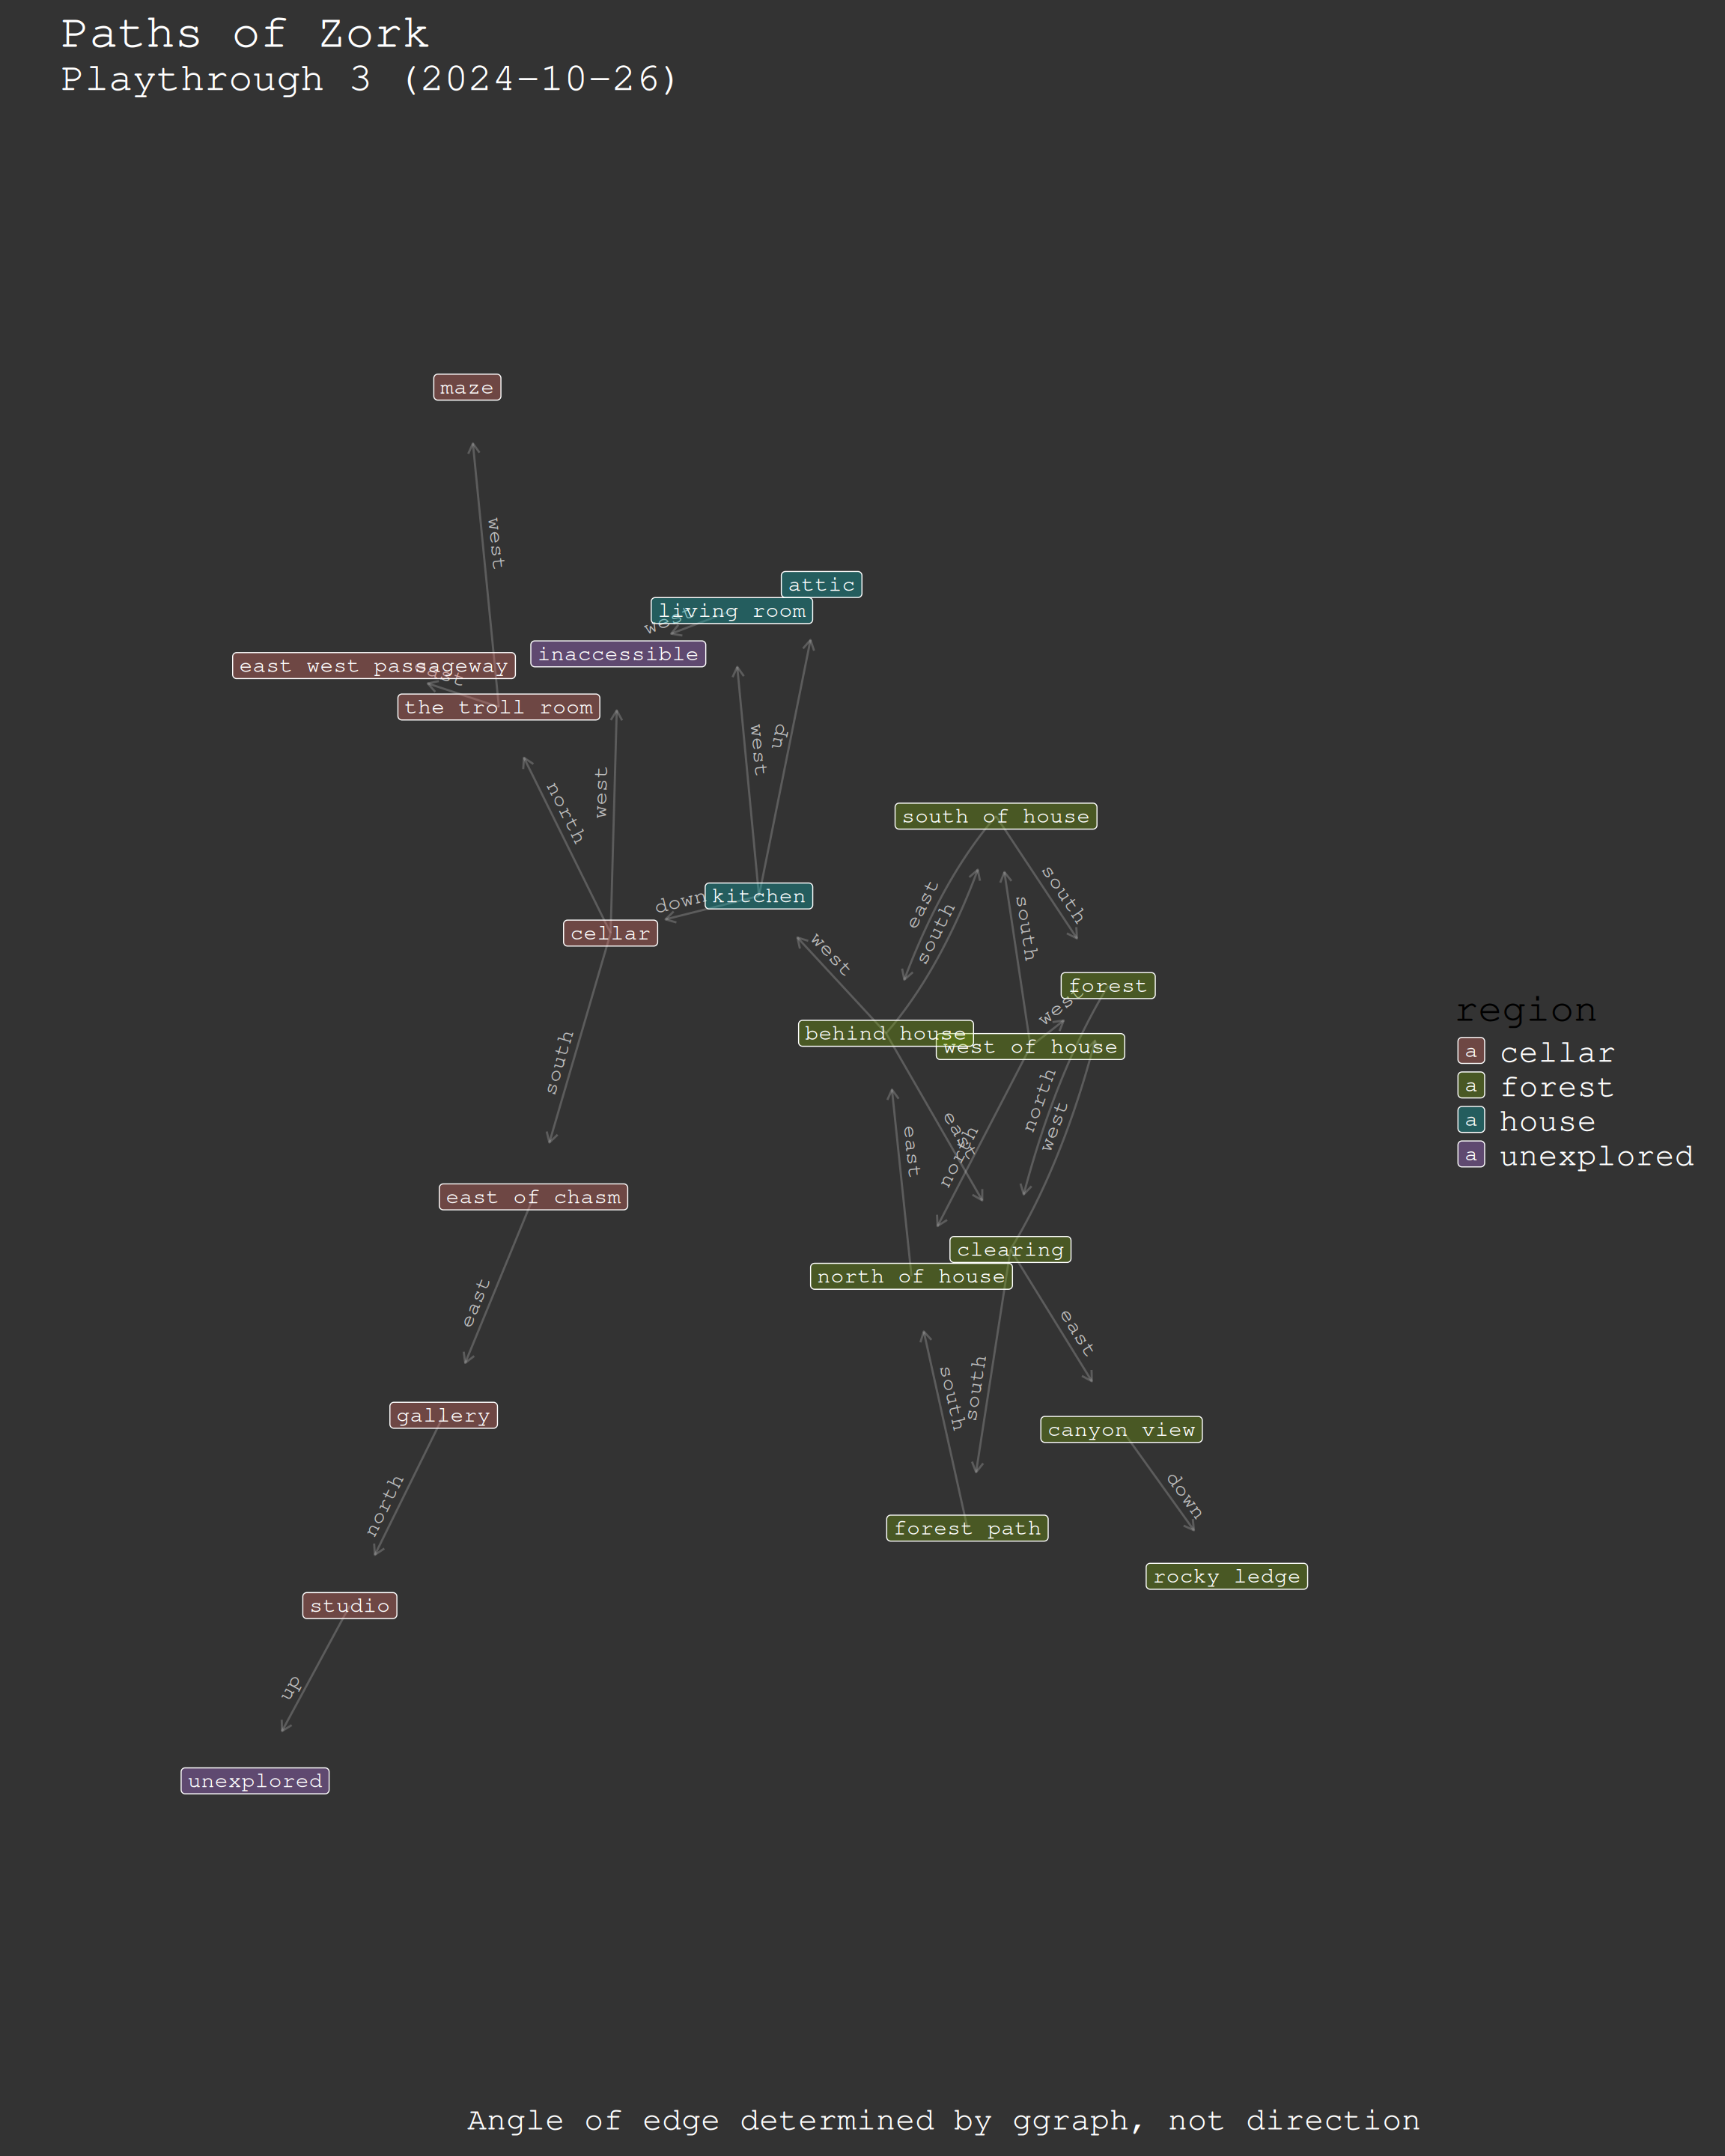 Paths of Zork
Playthrough 3 (2024-10-26)
maze
west
attic
living room
west
inaccessible
east west passageway
the troll room
west
up
west
north
south of house
south
east
south
south
down
kitchen
cellar
west
forest
west
behind house
west of house
region
a cellar
a forest
a house
a unexplored
south
north
west
east
north
east
east of chasm
clearing
north of house
east
east
south
south
gallery
canyon view
north
down
forest path
rocky ledge
studio
up
unexplored
Angle of edge determined by ggraph, not direction